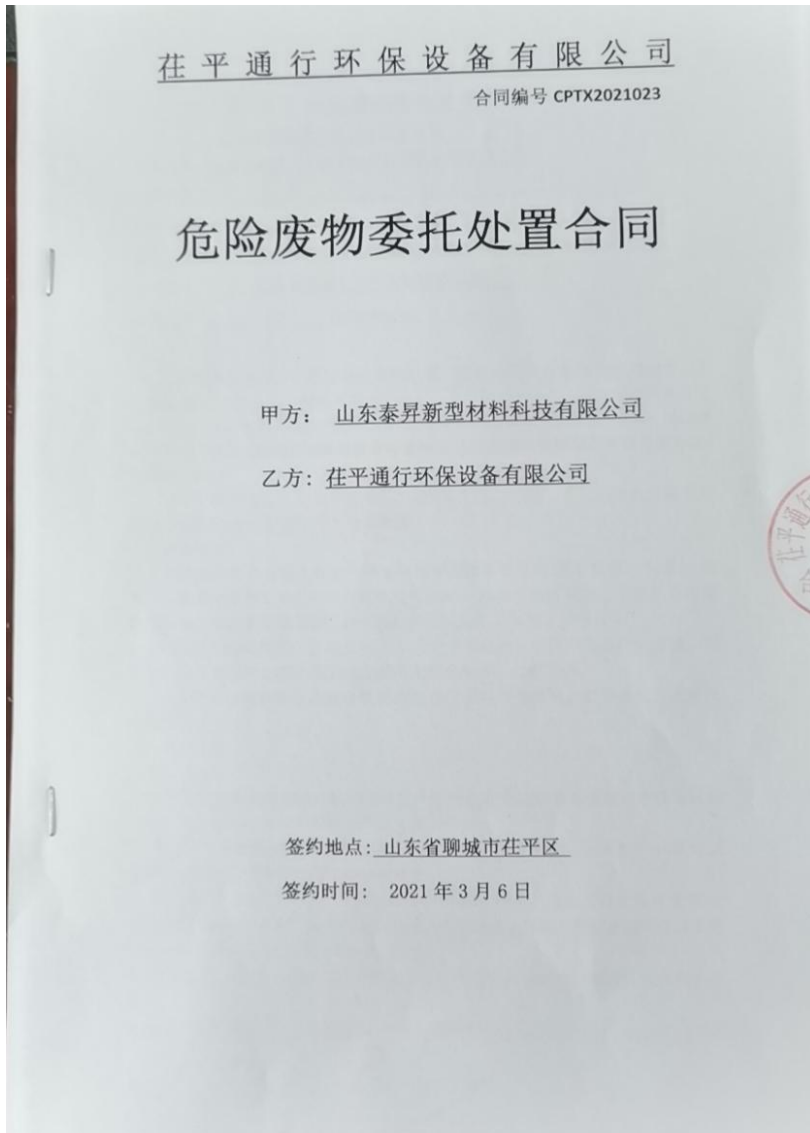 茌平通行环保设备有限公司
合同编号 CPTX2021023
危险废物委托处置合同
甲方： 山东泰昇新型材料科技有限公司
乙方：茌平通行环保设备有限公司
签约地点：山东省聊城市茌平区
签约时间： 2021 年 3 月 6 日
茌平通